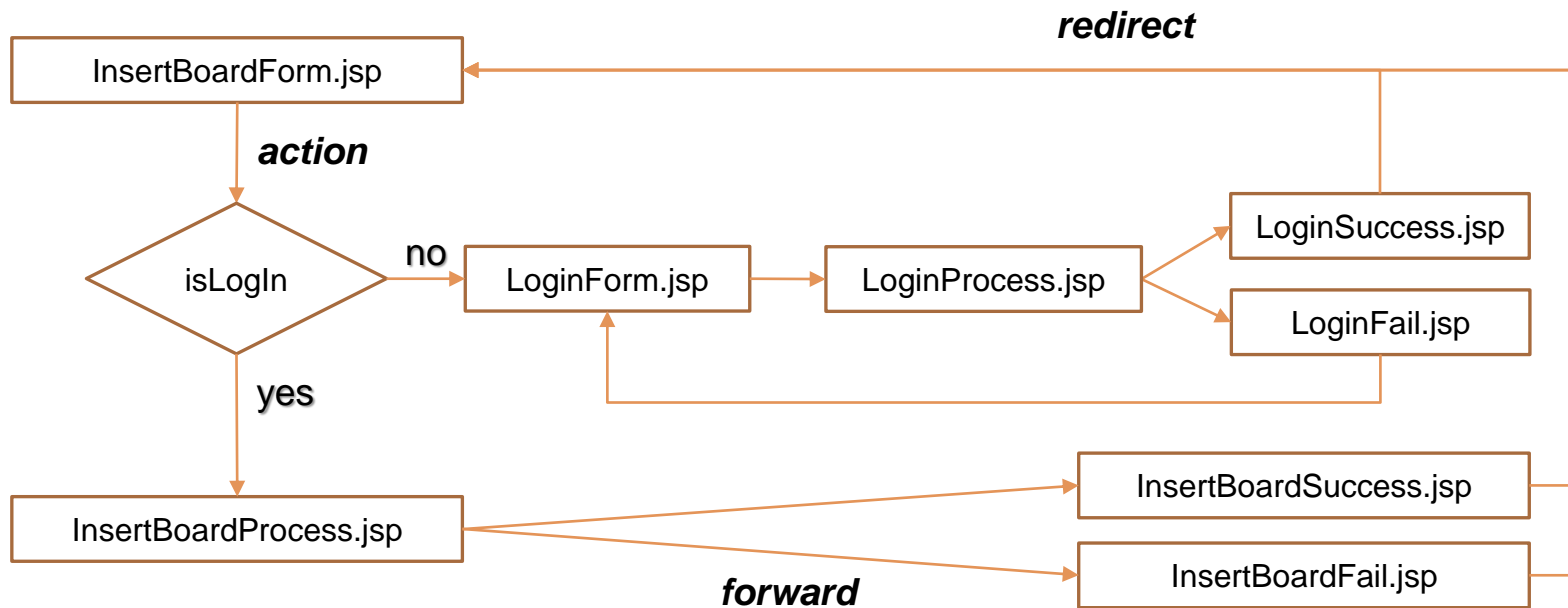 redirect
InsertBoardForm.jsp
action
LoginSuccess.jsp
no
isLogIn
LoginForm.jsp
LoginProcess.jsp
LoginFail.jsp
yes
InsertBoardSuccess.jsp
InsertBoardProcess.jsp
InsertBoardFail.jsp
forward